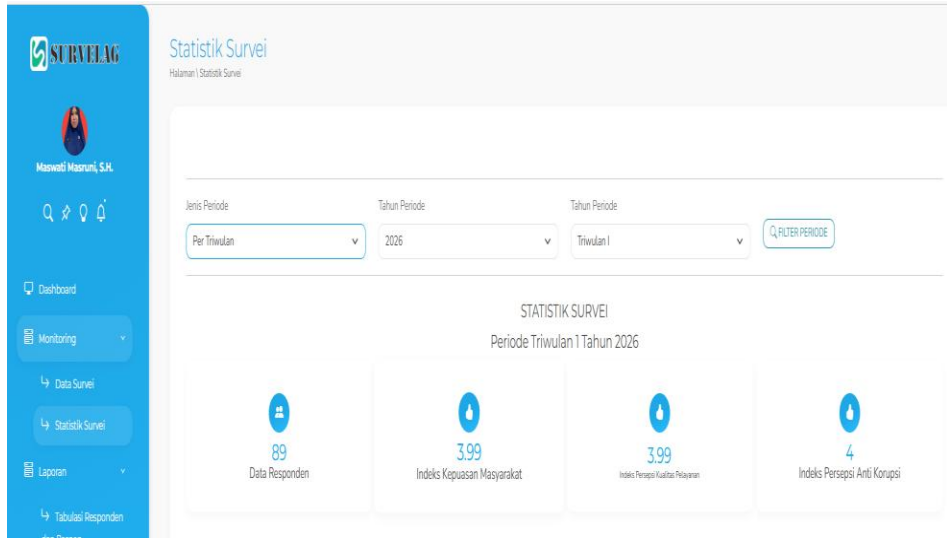 SURVELAG
Maswati Masruni, S.H.
Dashboard
Monitoring
Data Survei
Statistik Survei
Laporan
Tabulasi Responden
Statistik Survei
Halaman \ Statistik Survei
Jenis Periode
Tahun Periode
Tahun Periode
Per Triwulan
2026
Triwulan I
FILTER PERIODE
STATISTIK SURVEI
Periode Triwulan 1 Tahun 2026
89
Data Responden
3.99
Indeks Kepuasan Masyarakat
3.99
Indeks Persepsi Kualitas Pelayanan
4
Indeks Persepsi Anti Korupsi